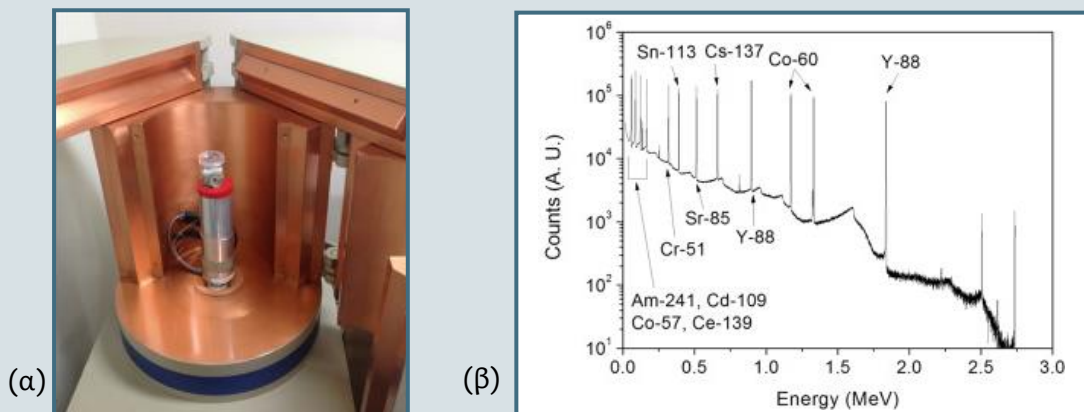 (α)
(β)
10⁶
10⁵
10⁴
10³
10²
10¹
Counts (A. U.)
Sn-113
Cs-137
Co-60
Y-88
Sr-85
Y-88
Cr-51
Am-241, Cd-109
Co-57, Ce-139
0.0 0.5 1.0 1.5 2.0 2.5 3.0
Energy (MeV)